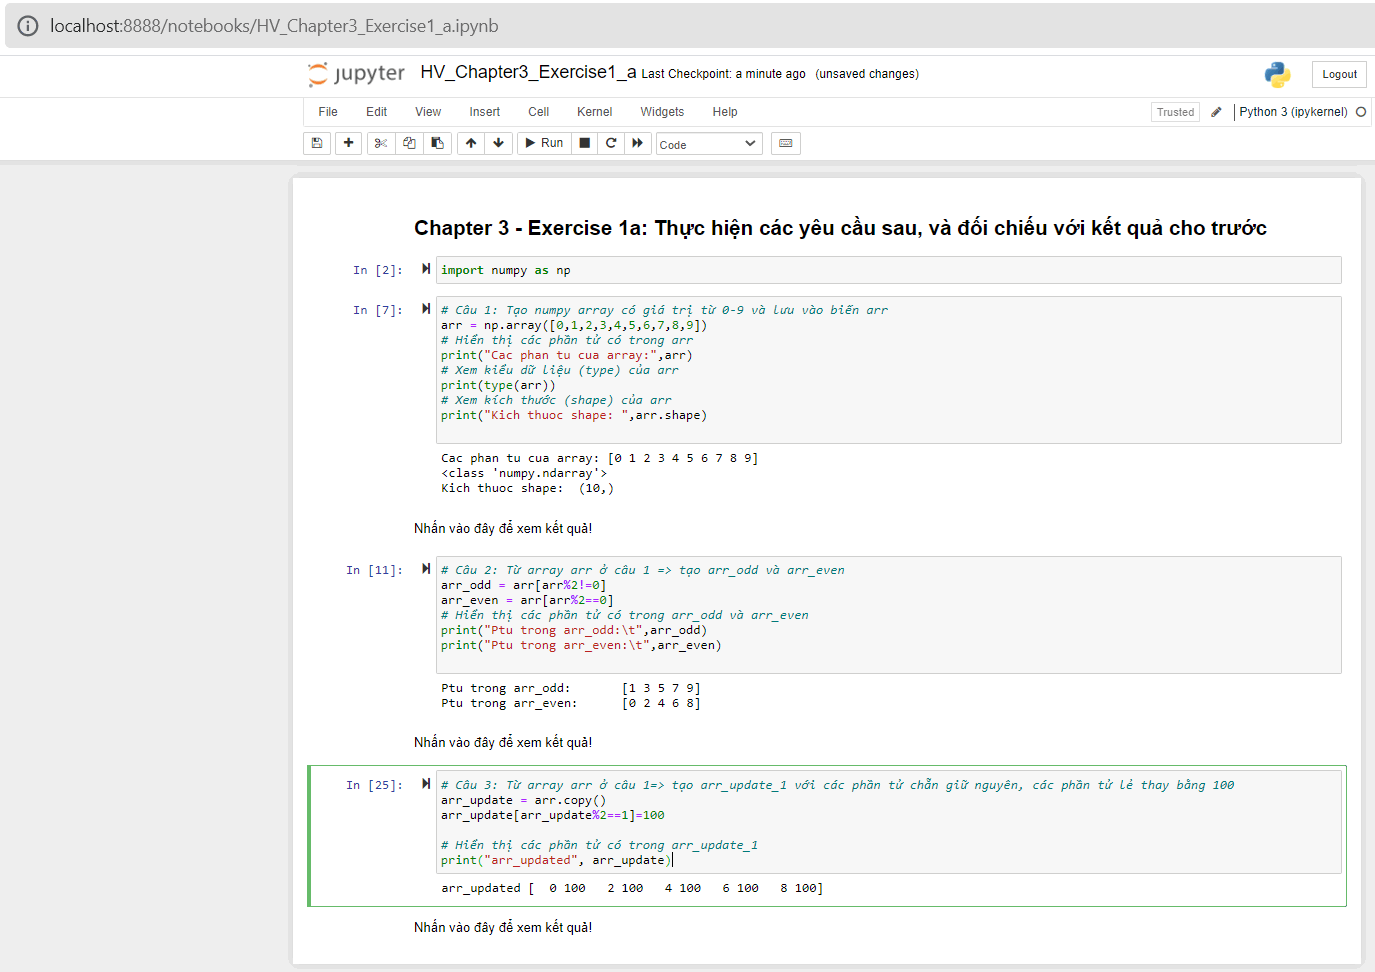 localhost:8888/notebooks/HV_Chapter3_Exercise1_a.ipynb
jupyter HV_Chapter3_Exercise1_a Last Checkpoint: a minute ago (unsaved changes)
Logout
File Edit View Insert Cell Kernel Widgets Help
Trusted Python 3 (ipykernel)
Run Code
Chapter 3 - Exercise 1a: Thực hiện các yêu cầu sau, và đối chiếu với kết quả cho trước
In [2]: import numpy as np
In [7]: # Câu 1: Tạo numpy array có giá trị từ 0-9 và lưu vào biến arr
arr = np.array([0,1,2,3,4,5,6,7,8,9])
# Hiển thị các phần tử có trong arr
print("Cac phan tu cua array:",arr)
# Xem kiểu dữ liệu (type) của arr
print(type(arr))
# Xem kích thước (shape) của arr
print("Kich thuoc shape: ",arr.shape)
Cac phan tu cua array: [0 1 2 3 4 5 6 7 8 9]
<class 'numpy.ndarray'>
Kich thuoc shape:  (10,)
Nhấn vào đây để xem kết quả!
In [11]: # Câu 2: Từ array arr ở câu 1 => tạo arr_odd và arr_even
arr_odd = arr[arr%2!=0]
arr_even = arr[arr%2==0]
# Hiển thị các phần tử có trong arr_odd và arr_even
print("Ptu trong arr_odd:\t",arr_odd)
print("Ptu trong arr_even:\t",arr_even)
Ptu trong arr_odd:       [1 3 5 7 9]
Ptu trong arr_even:      [0 2 4 6 8]
Nhấn vào đây để xem kết quả!
In [25]: # Câu 3: Từ array arr ở câu 1=> tạo arr_update_1 với các phần tử chẵn giữ nguyên, các phần tử lẻ thay bằng 100
arr_update = arr.copy()
arr_update[arr_update%2==1]=100
# Hiển thị các phần tử có trong arr_update_1
print("arr_updated", arr_update)
arr_updated [  0 100   2 100   4 100   6 100   8 100]
Nhấn vào đây để xem kết quả!